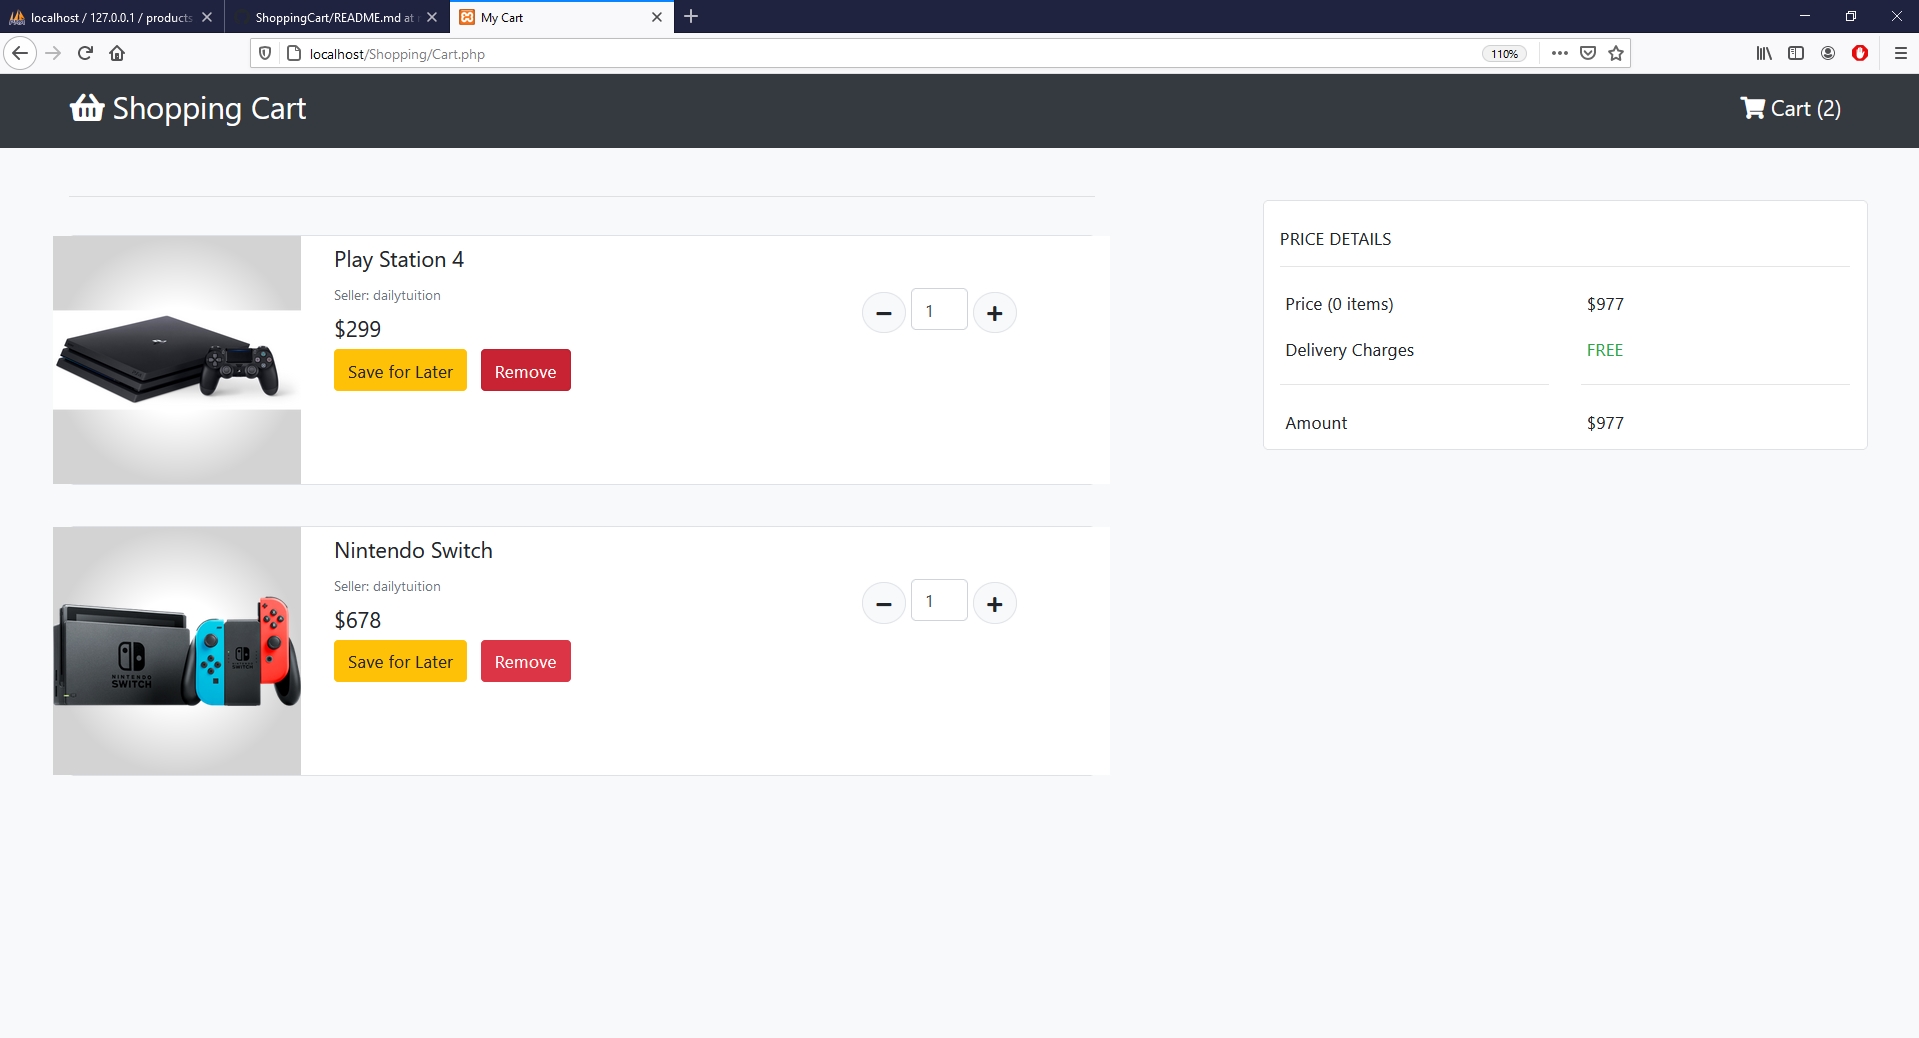 localhost / 127.0.0.1 / products
ShoppingCart/README.md at
My Cart
localhost/Shopping/Cart.php
110%
Shopping Cart
Cart (2)
Play Station 4
Seller: dailytuition
$299
Save for Later
Remove
1
Nintendo Switch
Seller: dailytuition
$678
Save for Later
Remove
1
NINTENDO
SWITCH
PRICE DETAILS
Price (0 items) $977
Delivery Charges FREE
Amount $977